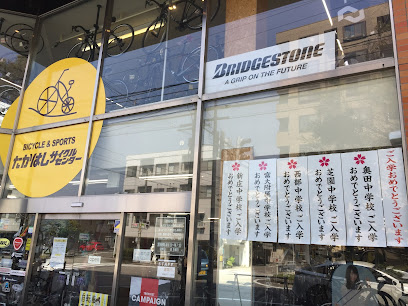 BRIDGESTONE
A GRIP ON THE FUTURE
BICYCLE & SPORTS
たかはしサイクルセンター
ご入学
おめでとうございます
奥田中学校 ご入学
おめでとうございます
芝園中学校 ご入学
おめでとうございます
西部中学校 ご入学
おめでとうございます
富大附属中学校 ご入学
おめでとうございます
新庄中学校 ご入学
おめでとうございます
CAMPAIGN